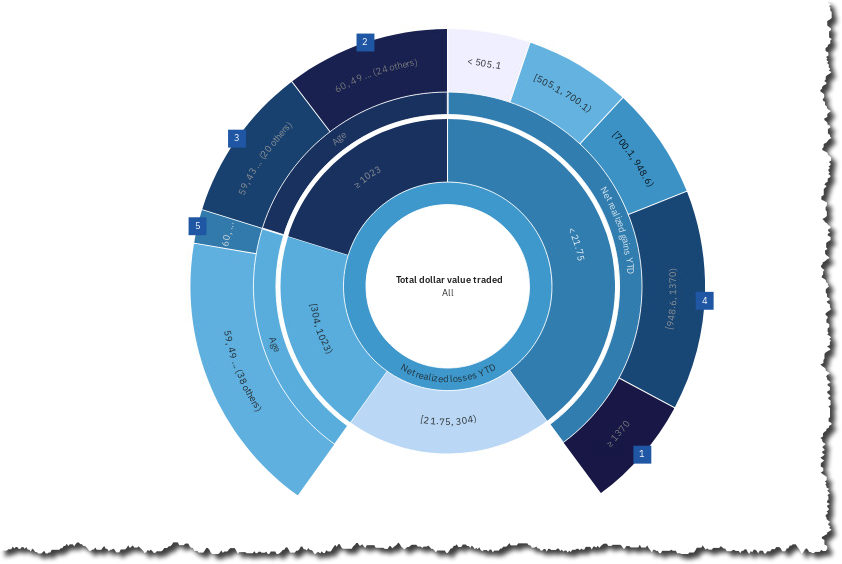 2
< 505.1
60, 49 ... (24 others)
[505.1, 700.1)
3
Age
[700.1, 948.6)
59, 43 ... (20 others)
≥ 1023
Net realized gains YTD
5
60, ...
< 21.75
Total dollar value traded
All
4
[948.6, 1370)
[304, 1023)
Age
59, 49 ... (38 others)
Net realized losses YTD
[21.75, 304)
≥ 1370
1